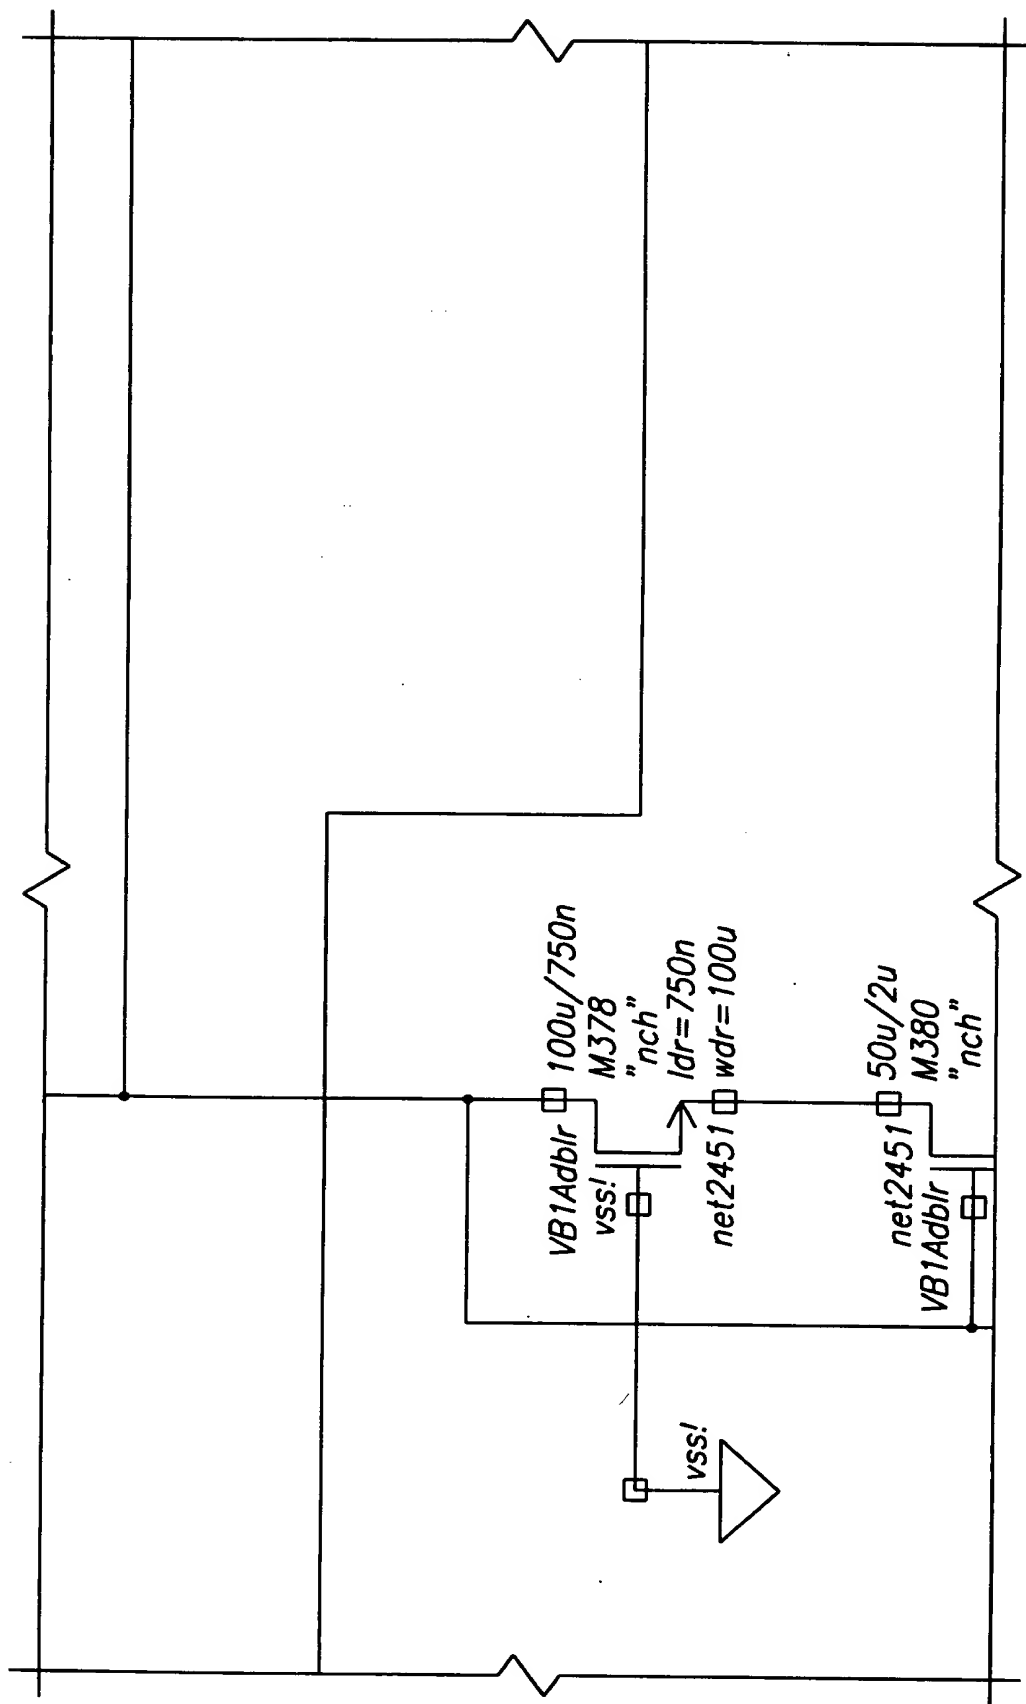 VB1Adblr
100u/750n
M378
"nch"
vss!
ldr=750n
wdr=100u
net2451
vss!
net2451
50u/2u
M380
"nch"
VB1Adblr